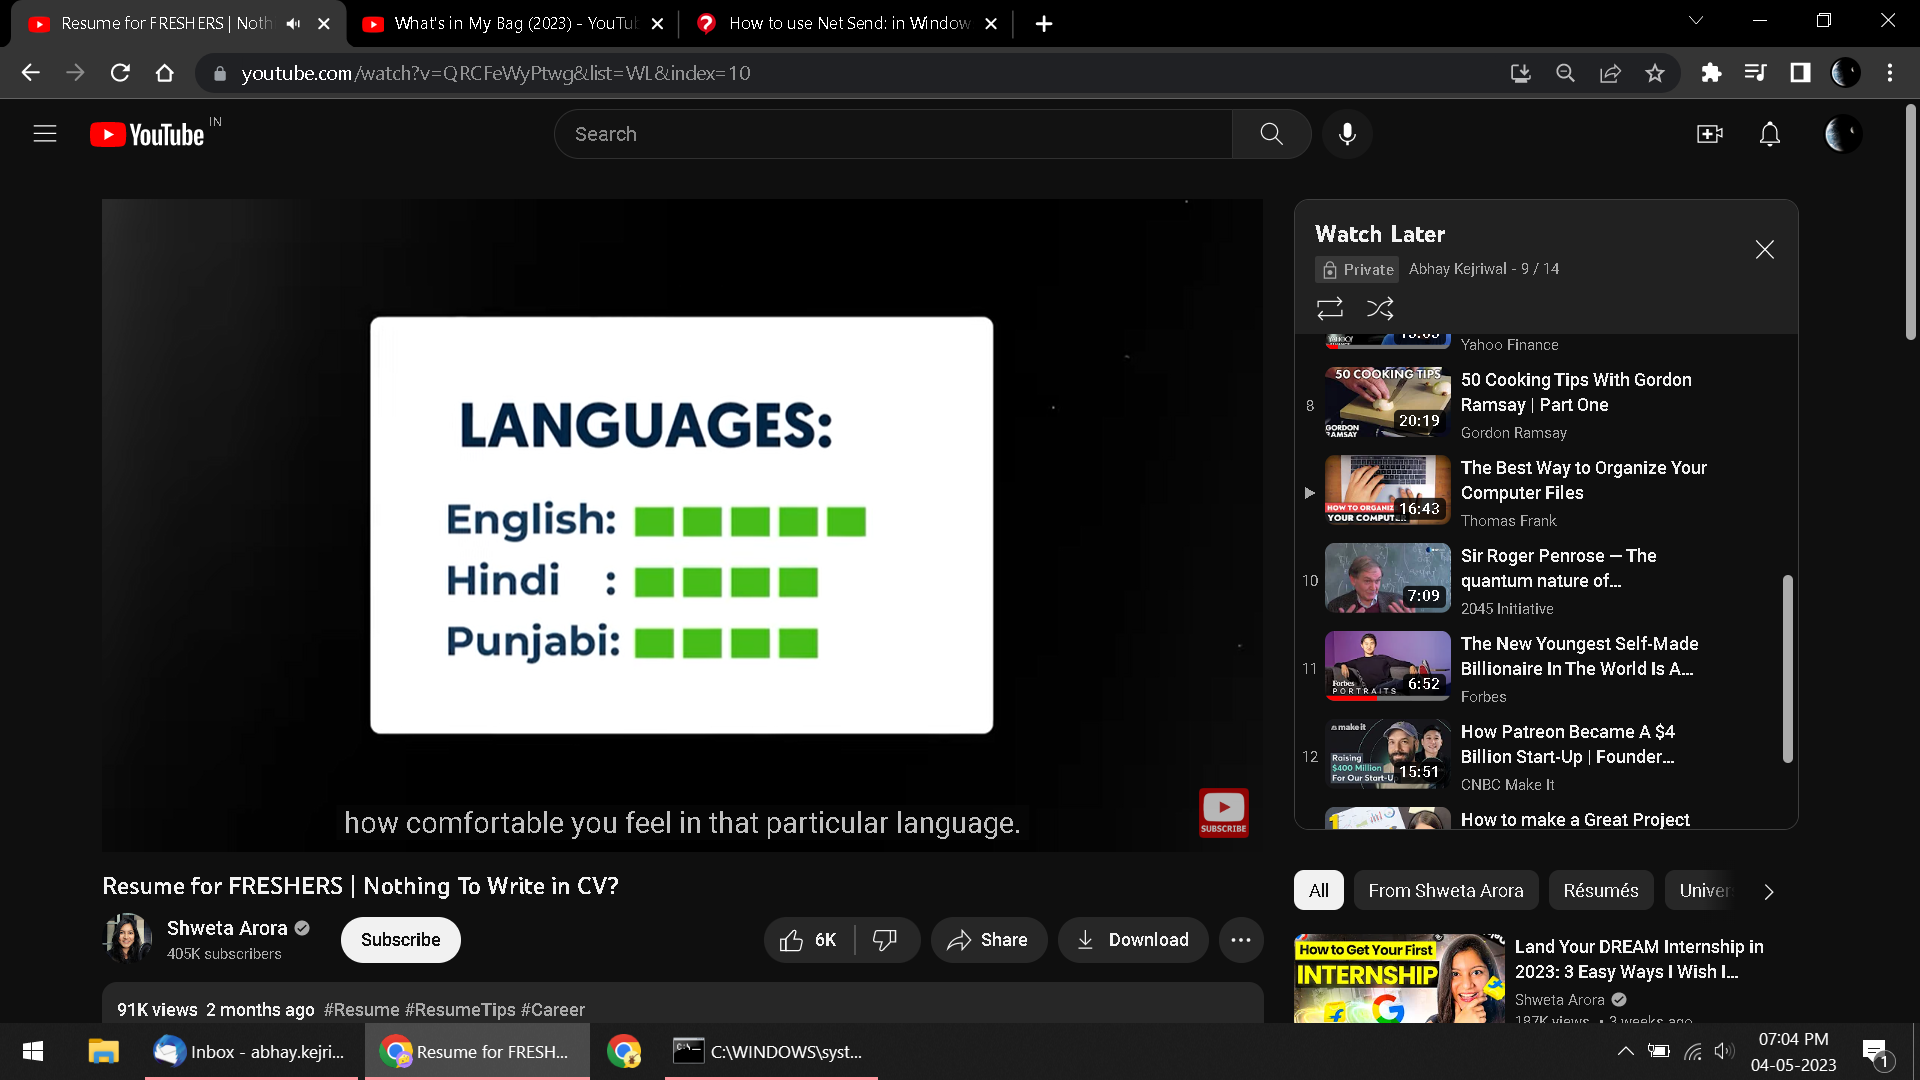 Resume for FRESHERS | Noth
What's in My Bag (2023) - YouTu
How to use Net Send: in Window
youtube.com/watch?v=QRCFeWyPtwg&list=WL&index=10
YouTube IN
Search
LANGUAGES:
English:
Hindi :
Punjabi:
how comfortable you feel in that particular language.
SUBSCRIBE
Resume for FRESHERS | Nothing To Write in CV?
Shweta Arora
405K subscribers
Subscribe
6K
Share
Download
91K views 2 months ago #Resume #ResumeTips #Career
Watch Later
Private
Abhay Kejriwal - 9 / 14
Yahoo Finance
8
50 COOKING TIPS
GORDON
RAMSAY
20:19
50 Cooking Tips With Gordon
Ramsay | Part One
Gordon Ramsay
HOW TO ORGANIZ
YOUR COMPUT
16:43
The Best Way to Organize Your
Computer Files
Thomas Frank
10
7:09
Sir Roger Penrose — The
quantum nature of...
2045 Initiative
11
Forbes
PORTRAITS
6:52
The New Youngest Self-Made
Billionaire In The World Is A...
Forbes
12
make it
Raising
$400 Million
For Our Start-U
15:51
How Patreon Became A $4
Billion Start-Up | Founder...
CNBC Make It
How to make a Great Project
All
From Shweta Arora
Résumés
Univer
How to Get Your First
INTERNSHIP
Land Your DREAM Internship in
2023: 3 Easy Ways I Wish I...
Shweta Arora
187K views • 3 weeks ago
Inbox - abhay.kejri...
Resume for FRESH...
C:\WINDOWS\syst...
07:04 PM
04-05-2023
1